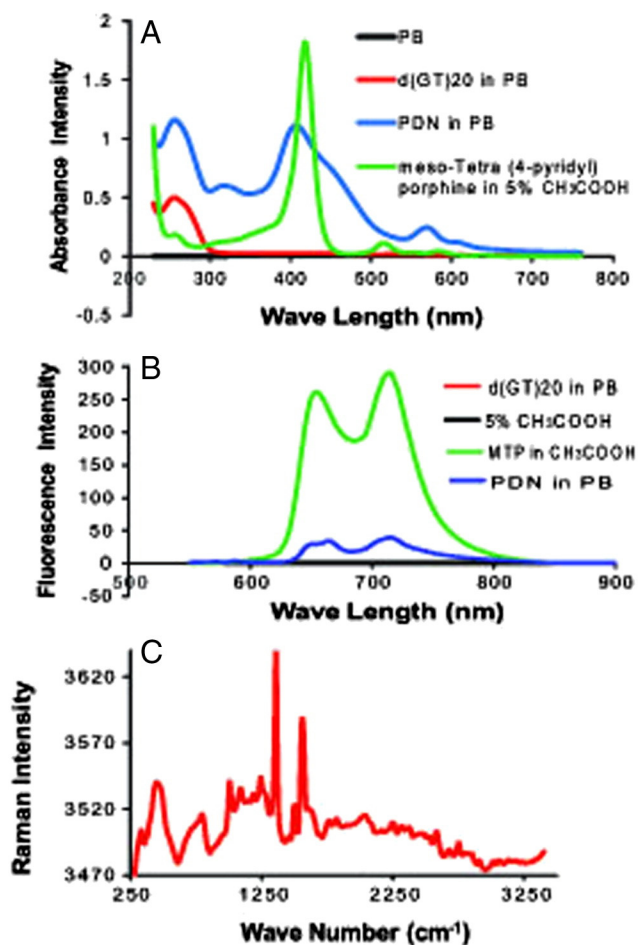 A
Absorbance Intensity
2
1.5
1
0.5
0
-0.5
PB
d(GT)20 in PB
PDN in PB
meso-Tetra (4-pyridyl)
porphine in 5% CH₃COOH
200 300 400 500 600 700 800
Wave Length (nm)
B
Fluorescence Intensity
300
250
200
150
100
50
0
-50
d(GT)20 in PB
5% CH₃COOH
MTP in CH₃COOH
PDN in PB
500 600 700 800 900
Wave Length (nm)
C
Raman Intensity
3620
3570
3520
3470
250 1250 2250 3250
Wave Number (cm⁻¹)